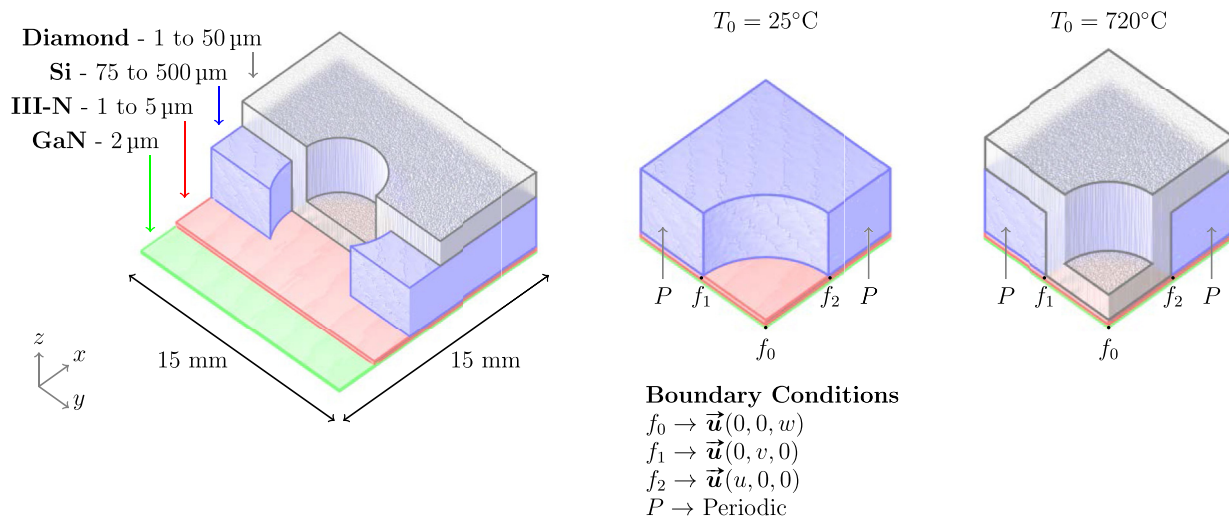 Diamond - 1 to 50 µm
Si - 75 to 500 µm
III-N - 1 to 5 µm
GaN - 2 µm
15 mm
15 mm
z
x
y
T₀ = 25°C
P
f₁
f₂
P
f₀
T₀ = 720°C
P
f₁
f₂
P
f₀
Boundary Conditions
f₀ → u⃗(0, 0, w)
f₁ → u⃗(0, v, 0)
f₂ → u⃗(u, 0, 0)
P → Periodic